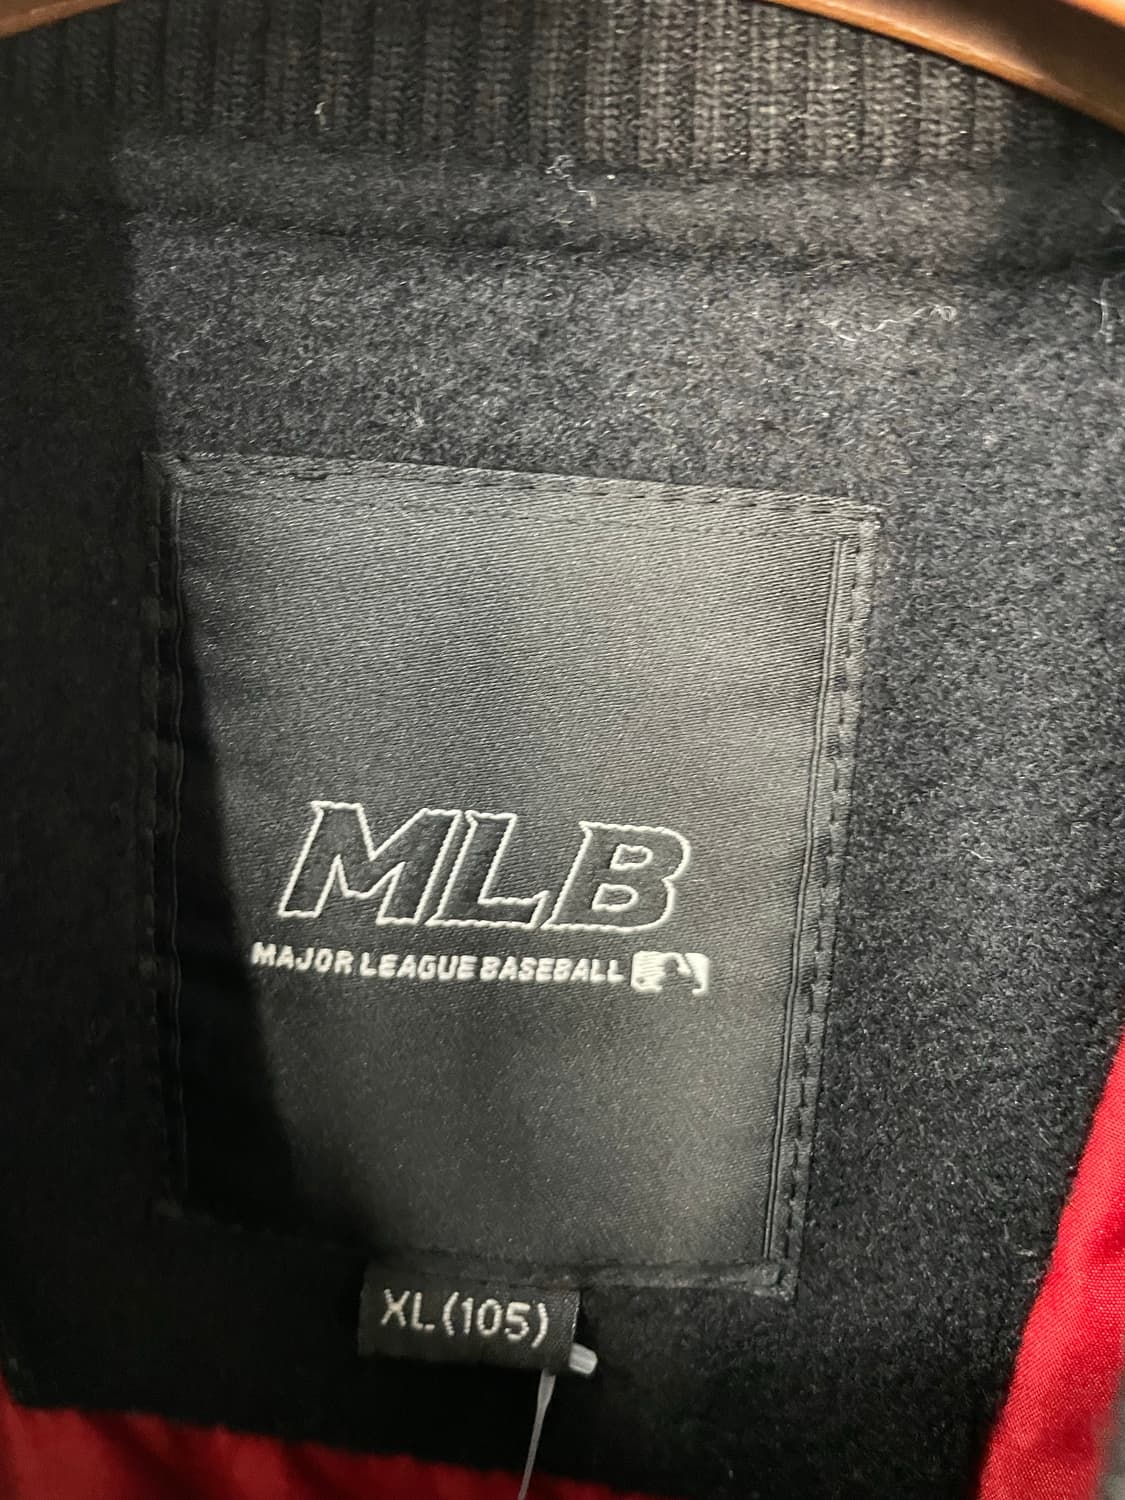 MLB
MAJOR LEAGUE BASEBALL
XL (105)